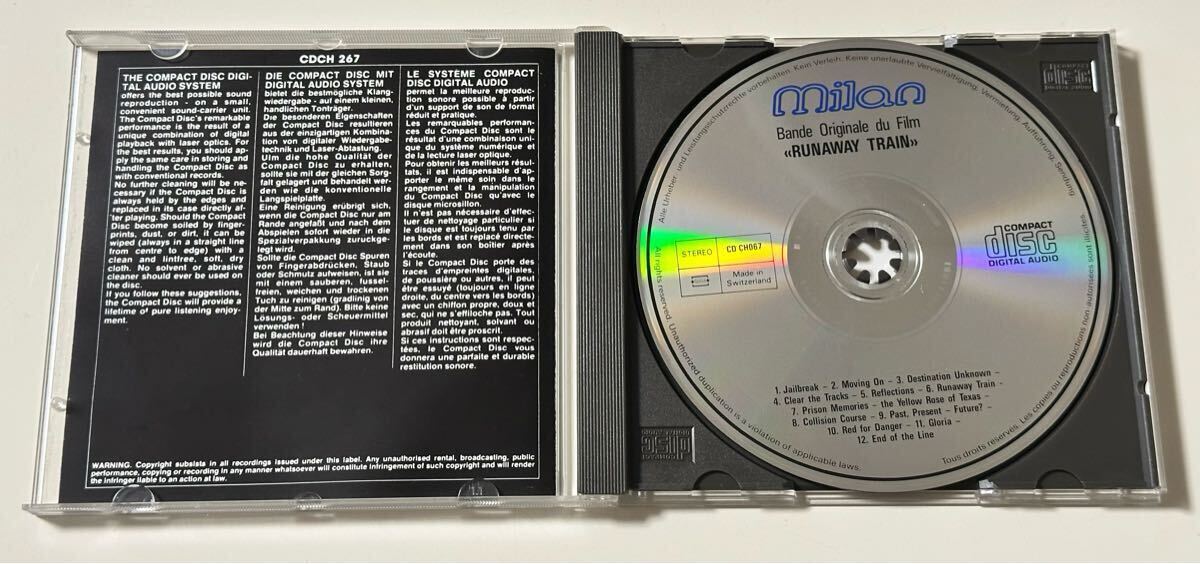 CDCH 267
THE COMPACT DISC DIGI-
TAL AUDIO SYSTEM
offers the best possible sound
reproduction - on a small,
convenient sound-carrier unit.
The Compact Disc's remarkable
performance is the result of a
unique combination of digital
playback with laser optics. For
the best results, you should ap-
ply the same care in storing and
handling the Compact Disc as
with conventional records.
No further cleaning will be ne-
cessary if the Compact Disc is
always held by the edges and
replaced in its case directly af-
ter playing. Should the Compact
Disc become soiled by finger-
prints, dust, or dirt, it can be
wiped (always in a straight line
from centre to edge) with a
clean and lintfree, soft, dry
cloth. No solvent or abrasive
cleaner should ever be used on
the disc.
If you follow these suggestions,
the Compact Disc will provide a
lifetime of pure listening enjoy-
ment.
DIE COMPACT DISC MIT
DIGITAL AUDIO SYSTEM
bietet die bestmögliche Klang-
wiedergabe - auf einem kleinen,
handlichen Tonträger.
Die besonderen Eigenschaften
der Compact Disc resultieren
aus der einzigartigen Kombina-
tion von digitaler Wiedergabe-
technik und Laser-Abtastung.
Ulm die hohe Qualität der
Compact Disc zu erhalten,
sollte sie mit der gleichen Sorg-
falt gelagert und behandelt wer-
den wie die konventionelle
Langspielplatte.
Eine Reinigung erübrigt sich,
wenn die Compact Disc nur am
Rande angefaßt und nach dem
Abspielen sofort wieder in die
Spezialverpakkung zuruckge-
legt wird.
Sollte die Compact Disc Spuren
von Fingerabdrücken, Staub
oder Schmutz aufweisen, ist sie
mit einem sauberen, fussel-
freien, weichen und trockenen
Tuch zu reinigen (gradlinig von
der Mitte zum Rand). Bitte keine
Lösungs- oder Scheuermittel
verwenden !
Bei Beachtung dieser Hinweise
wird die Compact Disc ihre
Qualität dauerhaft bewahren.
LE SYSTÈME COMPACT
DISC DIGITAL AUDIO
permet la meilleure reproduc-
tion sonore possible à partir
d'un support de son de format
réduit et pratique.
Les remarquables performan-
ces du Compact Disc sont le
résultat d'une combinaison uni-
que du système numérique et
de la lecture laser optique.
Pour obtenir les meilleurs résul-
tats, il est indispensable d'ap-
porter le même soin dans le
rangement et la manipulation
du Compact Disc qu'avec le
disque microsillon.
Il n'est pas nécessaire d'effec-
tuer de nettoyage particulier si
le disque est toujours tenu par
les bords et est replacé directe-
ment dans son boîtier après
l'écoute.
Si le Compact Disc porte des
traces d'empreintes digitales,
de poussière ou autres, il peut
être essuyé (toujours en ligne
droite, du centre vers les bords)
avec un chiffon propre, doux et
sec, qui ne s'effiloche pas. Tout
produit nettoyant, solvant ou
abrasif doit être proscrit.
Si ces instructions sont respec-
tées, le Compact Disc vous
donnera une parfaite et durable
restitution sonore.
WARNING. Copyright subsists in all recordings issued under this label. Any unauthorised rental, broadcasting, public
performance, copying or recording in any manner whatsoever will constitute infringement of such copyright and will render
the infringer liable to an action at law.
Alle Urheber- und Leistungsschutzrechte vorbehalten. Kein Verleih. Keine unerlaubte Vervielfältigung, Vermietung, Aufführung, Sendung
milan
Bande Originale du Film
«RUNAWAY TRAIN»
STEREO
CD CH067
Made in
Switzerland
COMPACT
disc
DIGITAL AUDIO
1. Jailbreak – 2. Moving On – 3. Destination Unknown –
4. Clear the Tracks – 5. Reflections – 6. Runaway Train –
7. Prison Memories – the Yellow Rose of Texas –
8. Collision Course – 9. Past, Present – Future? –
10. Red for Danger – 11. Gloria –
12. End of the Line
All rights reserved. Unauthorized duplication is a violation of applicable laws.
Tous droits reservés. Les copies ou reproductions non autorisées sont illicites.
COMPACT
disc
COMPACT
disc